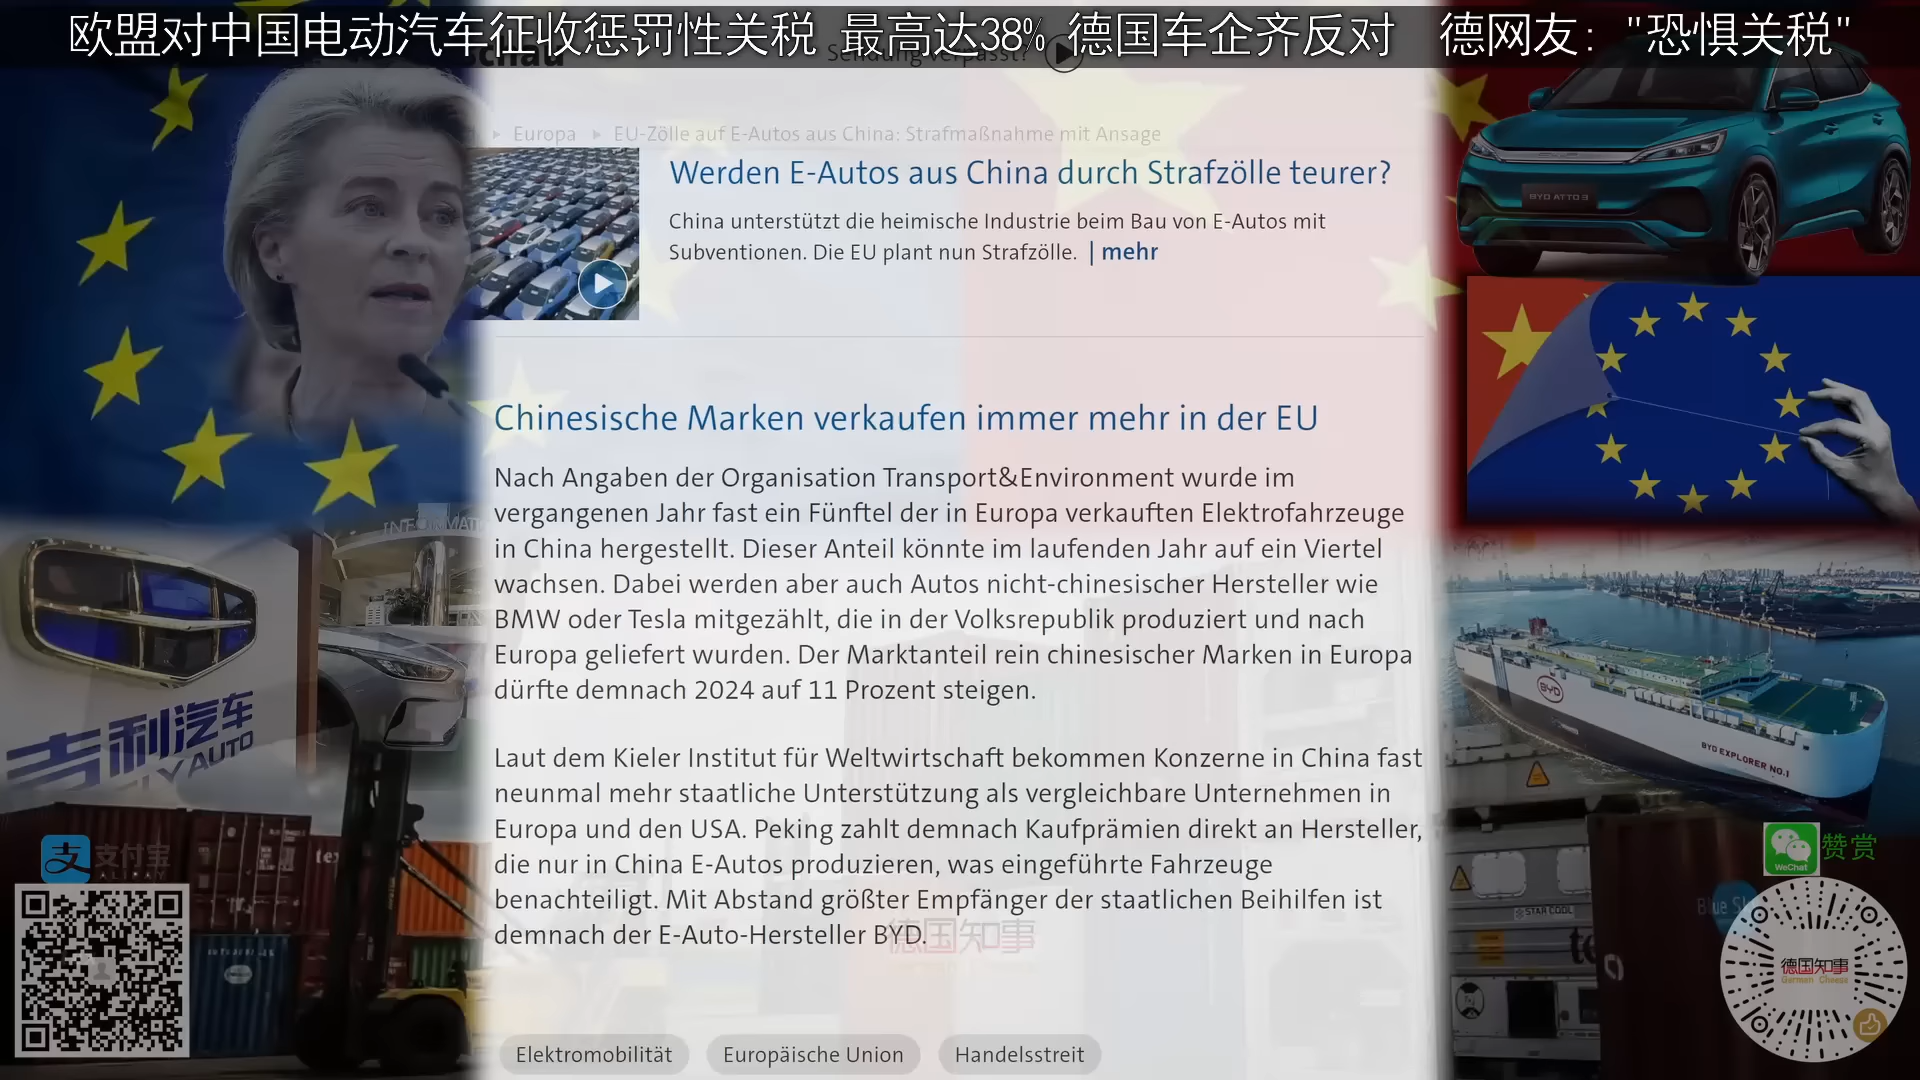 欧盟对中国电动汽车征收惩罚性关税 最高达38% 德国车企齐反对 德网友："恐惧关税"
Sendung verpasst?
Europa ▸ EU-Zölle auf E-Autos aus China: Strafmaßnahme mit Ansage
Werden E-Autos aus China durch Strafzölle teurer?
China unterstützt die heimische Industrie beim Bau von E-Autos mit
Subventionen. Die EU plant nun Strafzölle. | mehr
Chinesische Marken verkaufen immer mehr in der EU
Nach Angaben der Organisation Transport&Environment wurde im
vergangenen Jahr fast ein Fünftel der in Europa verkauften Elektrofahrzeuge
in China hergestellt. Dieser Anteil könnte im laufenden Jahr auf ein Viertel
wachsen. Dabei werden aber auch Autos nicht-chinesischer Hersteller wie
BMW oder Tesla mitgezählt, die in der Volksrepublik produziert und nach
Europa geliefert wurden. Der Marktanteil rein chinesischer Marken in Europa
dürfte demnach 2024 auf 11 Prozent steigen.
Laut dem Kieler Institut für Weltwirtschaft bekommen Konzerne in China fast
neunmal mehr staatliche Unterstützung als vergleichbare Unternehmen in
Europa und den USA. Peking zahlt demnach Kaufprämien direkt an Hersteller,
die nur in China E-Autos produzieren, was eingeführte Fahrzeuge
benachteiligt. Mit Abstand größter Empfänger der staatlichen Beihilfen ist
demnach der E-Auto-Hersteller BYD.
德国知事
Elektromobilität
Europäische Union
Handelsstreit
BYD ATTO 3
BYD
BYD EXPLORER NO.1
吉利汽车
支
支付宝
ALIPAY
WeChat
赞赏
STAR COOL
德国知事
German Cheese